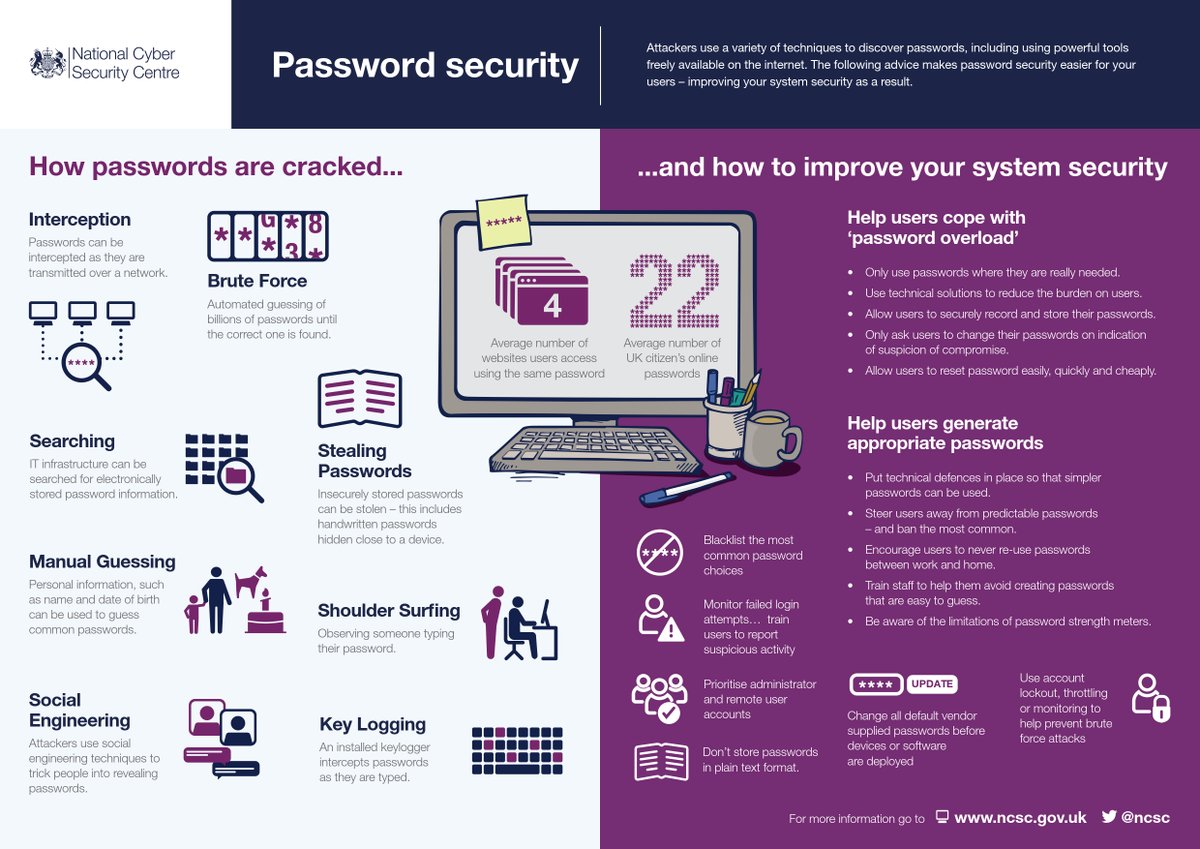 National Cyber
Security Centre
Password security
Attackers use a variety of techniques to discover passwords, including using powerful tools
freely available on the internet. The following advice makes password security easier for your
users – improving your system security as a result.
How passwords are cracked...
Interception
Passwords can be
intercepted as they are
transmitted over a network.
****
**G*8
*3*
Brute Force
Automated guessing of
billions of passwords until
the correct one is found.
Searching
IT infrastructure can be
searched for electronically
stored password information.
Stealing
Passwords
Insecurely stored passwords
can be stolen – this includes
handwritten passwords
hidden close to a device.
Manual Guessing
Personal information, such
as name and date of birth
can be used to guess
common passwords.
Shoulder Surfing
Observing someone typing
their password.
Social
Engineering
Attackers use social
engineering techniques to
trick people into revealing
passwords.
Key Logging
An installed keylogger
intercepts passwords
as they are typed.
*****
4
Average number of
websites users access
using the same password
22
Average number of
UK citizen's online
passwords
...and how to improve your system security
Help users cope with
‘password overload’
• Only use passwords where they are really needed.
• Use technical solutions to reduce the burden on users.
• Allow users to securely record and store their passwords.
• Only ask users to change their passwords on indication
of suspicion of compromise.
• Allow users to reset password easily, quickly and cheaply.
Help users generate
appropriate passwords
• Put technical defences in place so that simpler
passwords can be used.
• Steer users away from predictable passwords
– and ban the most common.
• Encourage users to never re-use passwords
between work and home.
• Train staff to help them avoid creating passwords
that are easy to guess.
• Be aware of the limitations of password strength meters.
****
Blacklist the most
common password
choices
Monitor failed login
attempts… train
users to report
suspicious activity
Prioritise administrator
and remote user
accounts
Don't store passwords
in plain text format.
**** UPDATE
Change all default vendor
supplied passwords before
devices or software
are deployed
Use account
lockout, throttling
or monitoring to
help prevent brute
force attacks
For more information go to www.ncsc.gov.uk @ncsc